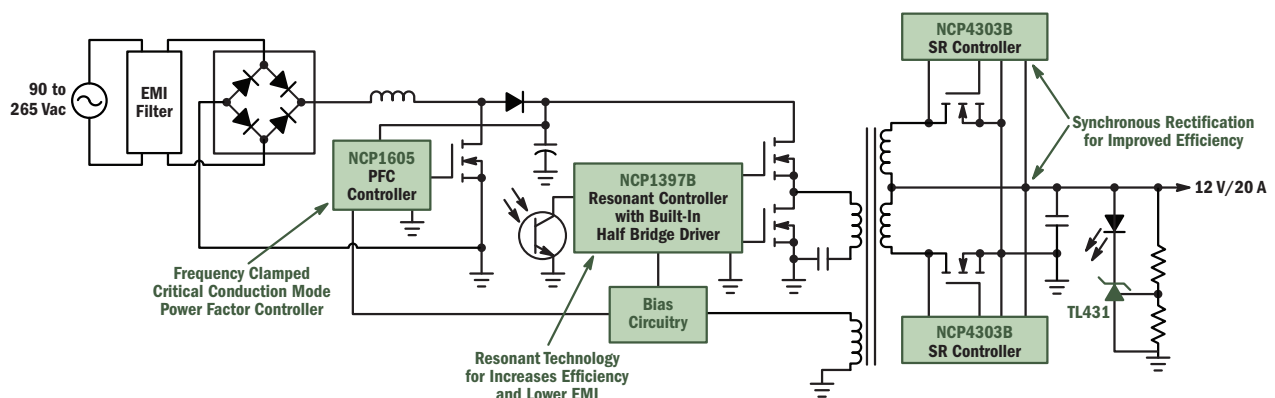 90 to
265 Vac
EMI
Filter
NCP1605
PFC
Controller
Frequency Clamped
Critical Conduction Mode
Power Factor Controller
NCP1397B
Resonant Controller
with Built-In
Half Bridge Driver
Bias
Circuitry
Resonant Technology
for Increases Efficiency
and Lower EMI
NCP4303B
SR Controller
Synchronous Rectification
for Improved Efficiency
12 V/20 A
TL431
NCP4303B
SR Controller